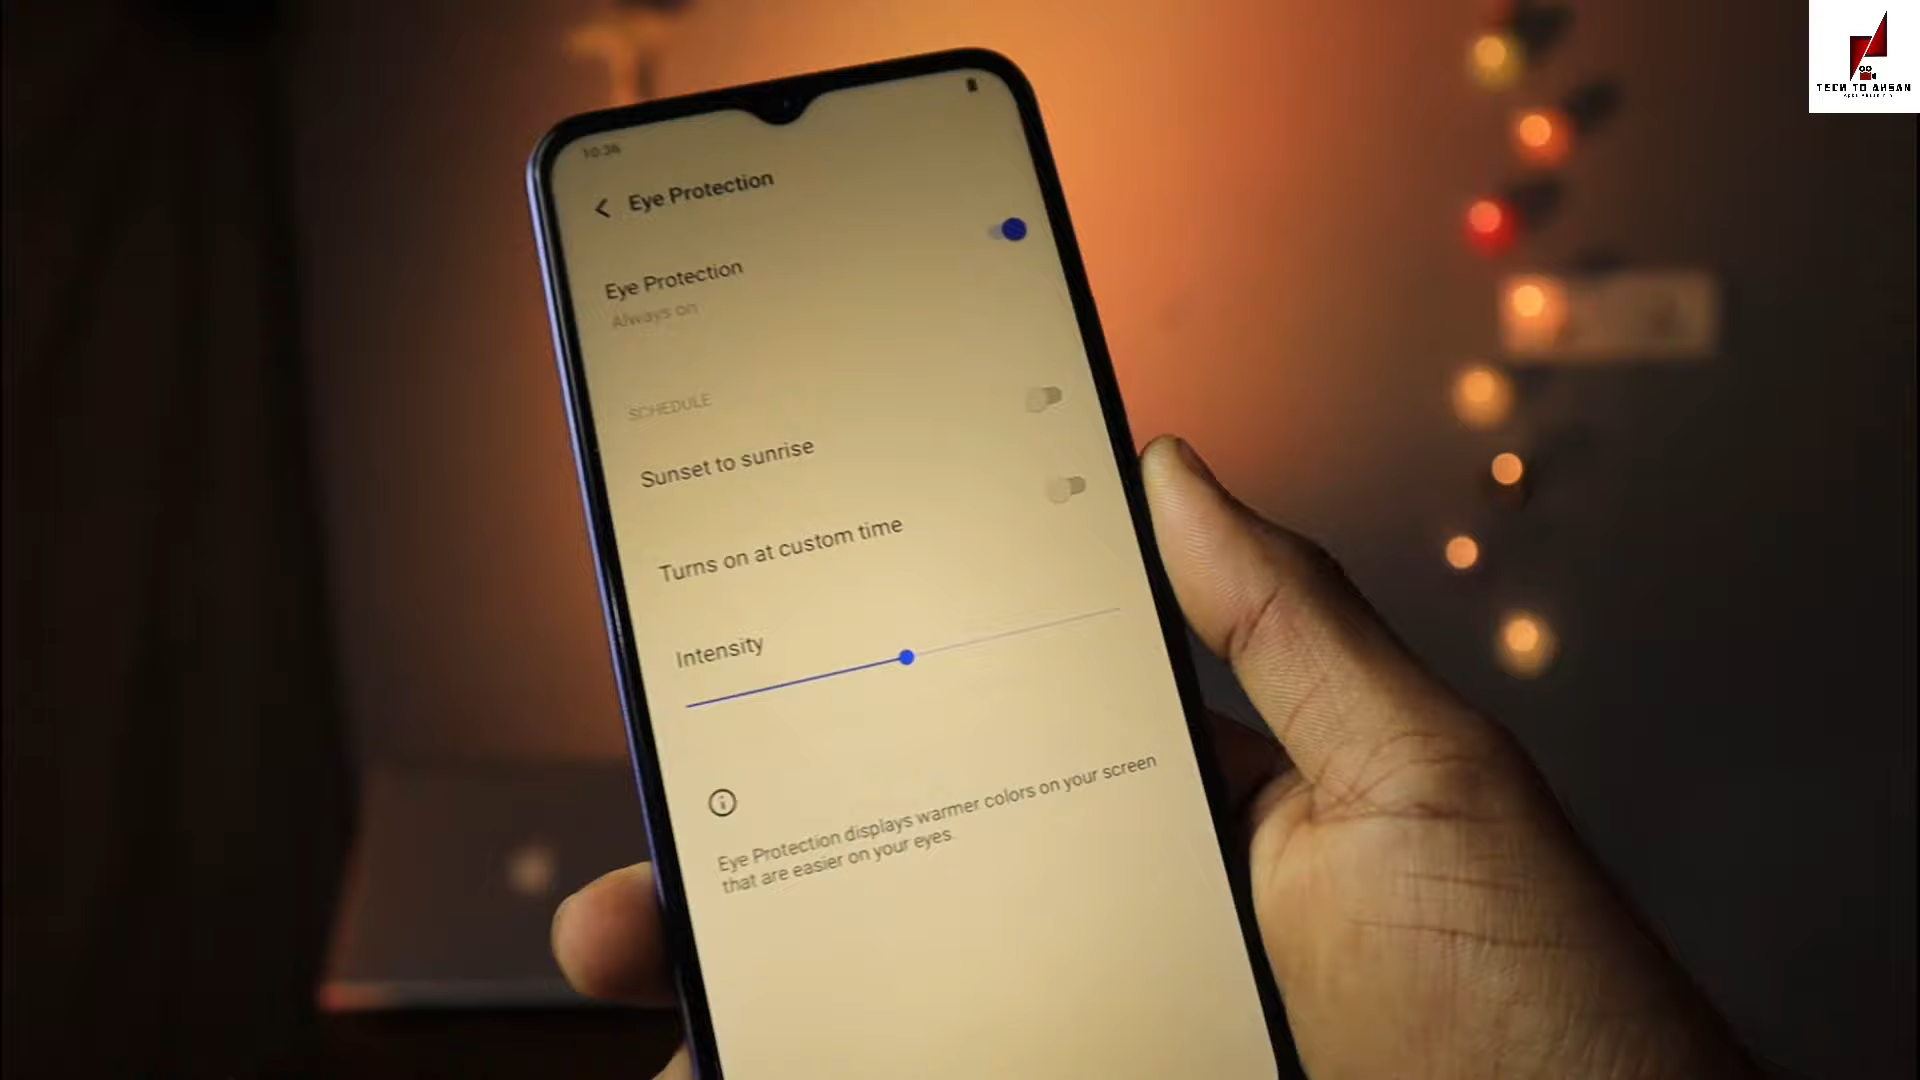 TECH TO AHSAN
10:36
Eye Protection
Eye Protection
Always on
SCHEDULE
Sunset to sunrise
Turns on at custom time
Intensity
Eye Protection displays warmer colors on your screen
that are easier on your eyes.